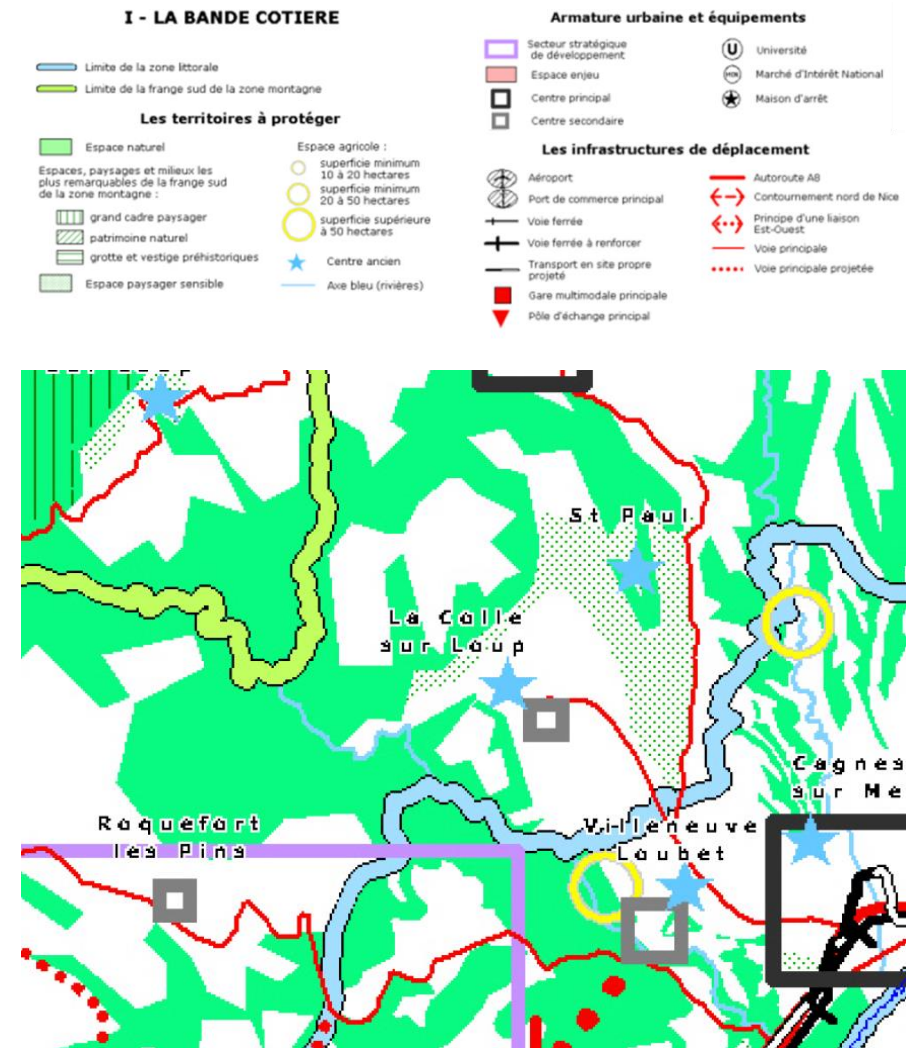 I - LA BANDE COTIERE
Limite de la zone littorale
Limite de la frange sud de la zone montagne
Les territoires à protéger
Espace naturel
Espaces, paysages et milieux les
plus remarquables de la frange sud
de la zone montagne :
grand cadre paysager
patrimoine naturel
grotte et vestige préhistoriques
Espace paysager sensible
Espace agricole :
superficie minimum
10 à 20 hectares
superficie minimum
20 à 50 hectares
superficie supérieure
à 50 hectares
Centre ancien
Axe bleu (rivières)
Armature urbaine et équipements
Secteur stratégique
de développement
Espace enjeu
Centre principal
Centre secondaire
U
Université
MIN
Marché d'Intérêt National
Maison d'arrêt
Les infrastructures de déplacement
Aéroport
Port de commerce principal
Voie ferrée
Voie ferrée à renforcer
Transport en site propre
projeté
Gare multimodale principale
Pôle d'échange principal
Autoroute A8
Contournement nord de Nice
Principe d'une liaison
Est-Ouest
Voie principale
Voie principale projetée
St Paul
La Colle
sur Loup
Cagnes
sur Me
Roquefort
les Pins
Villeneuve
Loubet